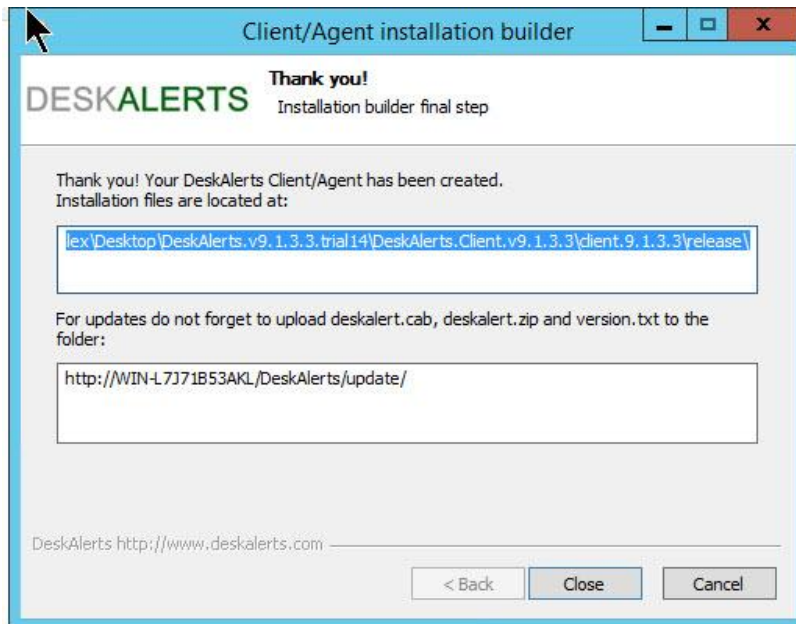 Client/Agent installation builder
DESKALERTS
Thank you!
Installation builder final step
Thank you! Your DeskAlerts Client/Agent has been created.
Installation files are located at:
lex\Desktop\DeskAlerts.v9.1.3.3.trial14\DeskAlerts.Client.v9.1.3.3\client.9.1.3.3\release\
For updates do not forget to upload deskalert.cab, deskalert.zip and version.txt to the
folder:
http://WIN-L7J71B53AKL/DeskAlerts/update/
DeskAlerts http://www.deskalerts.com
< Back
Close
Cancel